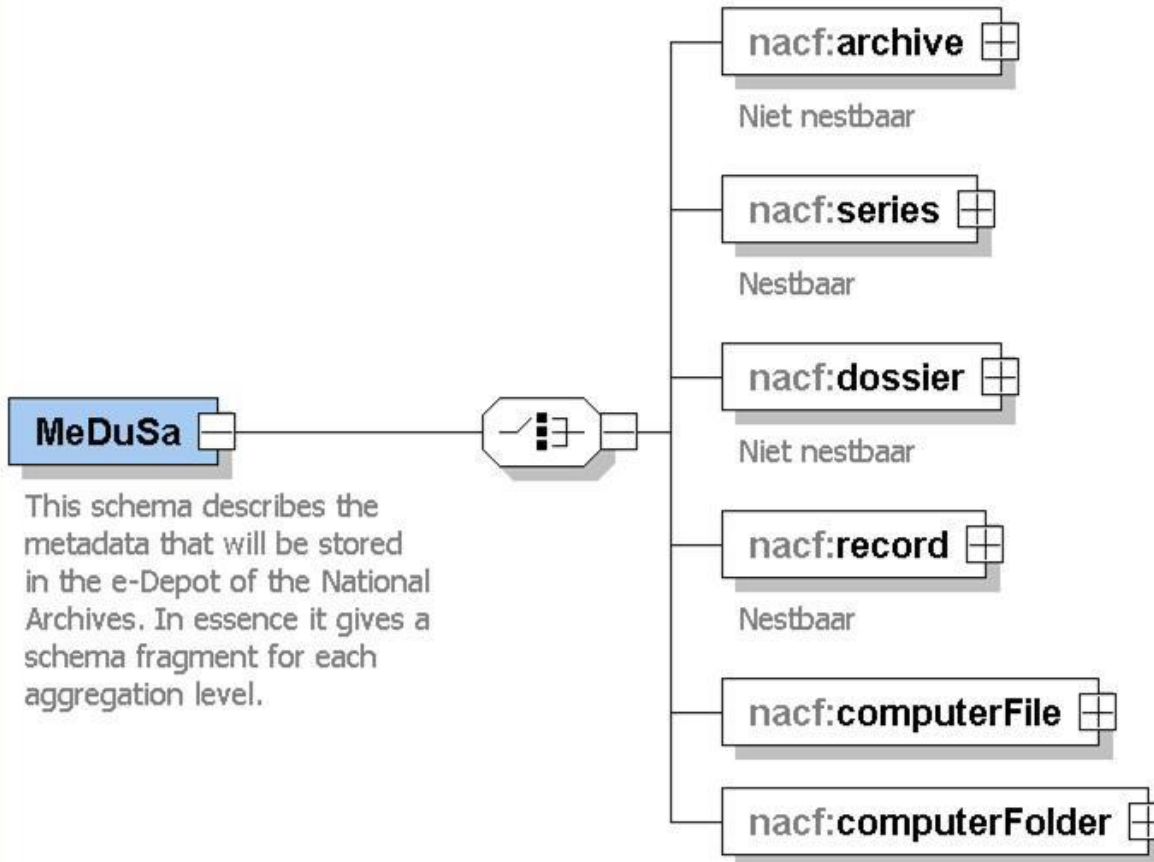 nacf:archive
Niet nestbaar
nacf:series
Nestbaar
nacf:dossier
Niet nestbaar
MeDuSa
This schema describes the
metadata that will be stored
in the e-Depot of the National
Archives. In essence it gives a
schema fragment for each
aggregation level.
nacf:record
Nestbaar
nacf:computerFile
nacf:computerFolder